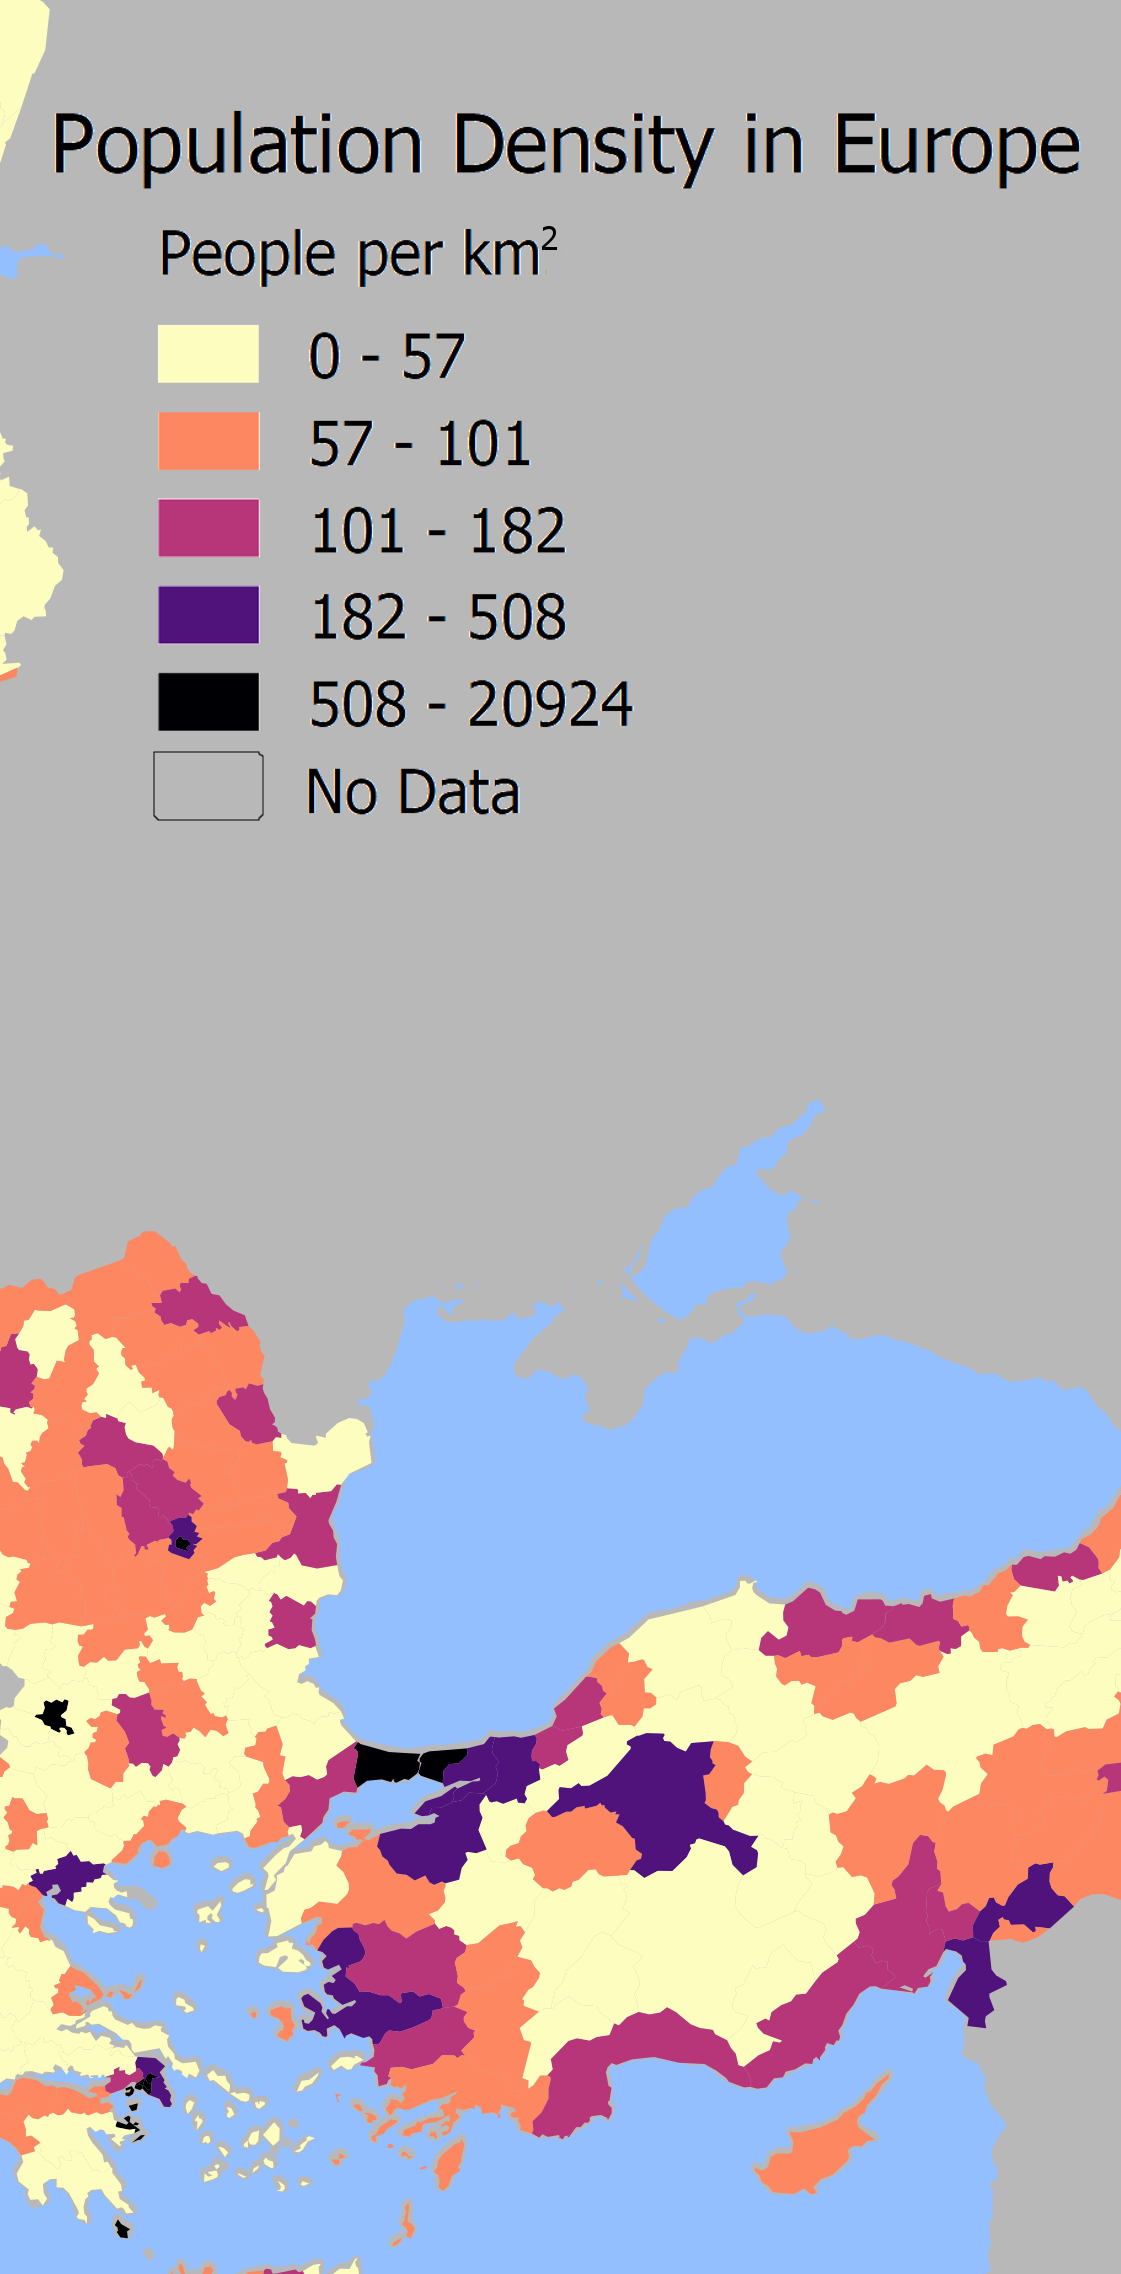 Population Density in Europe
People per km²
0 - 57
57 - 101
101 - 182
182 - 508
508 - 20924
No Data